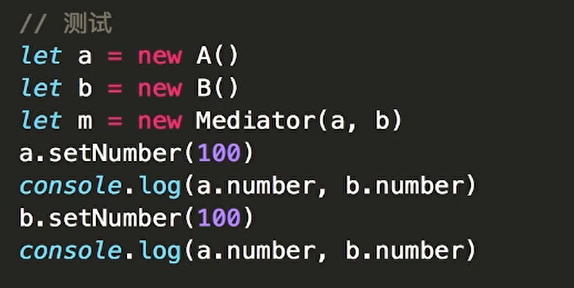 // 测试
let a = new A()
let b = new B()
let m = new Mediator(a, b)
a.setNumber(100)
console.log(a.number, b.number)
b.setNumber(100)
console.log(a.number, b.number)